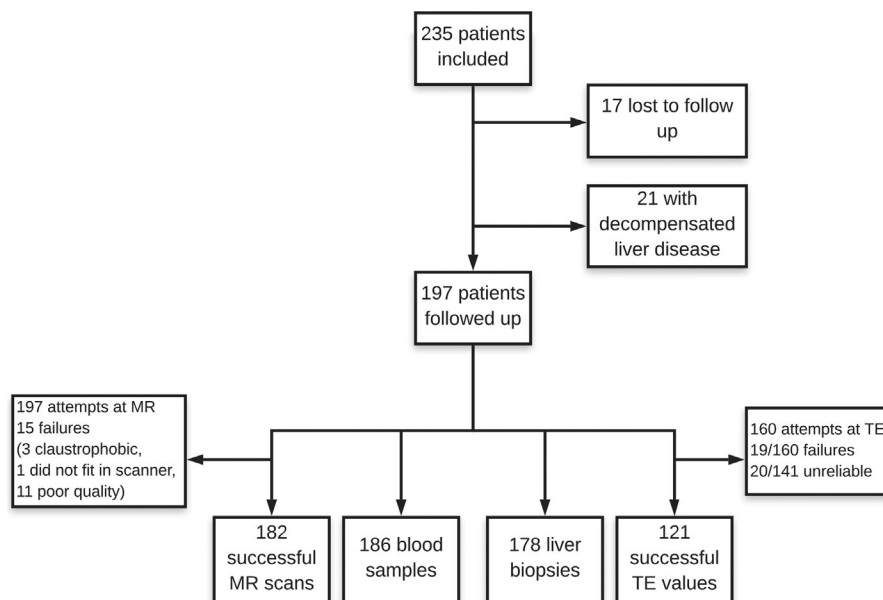 235 patients
included
17 lost to follow
up
21 with
decompensated
liver disease
197 patients
followed up
197 attempts at MR
15 failures
(3 claustrophobic,
1 did not fit in scanner,
11 poor quality)
160 attempts at TE
19/160 failures
20/141 unreliable
182
successful
MR scans
186 blood
samples
178 liver
biopsies
121
successful
TE values